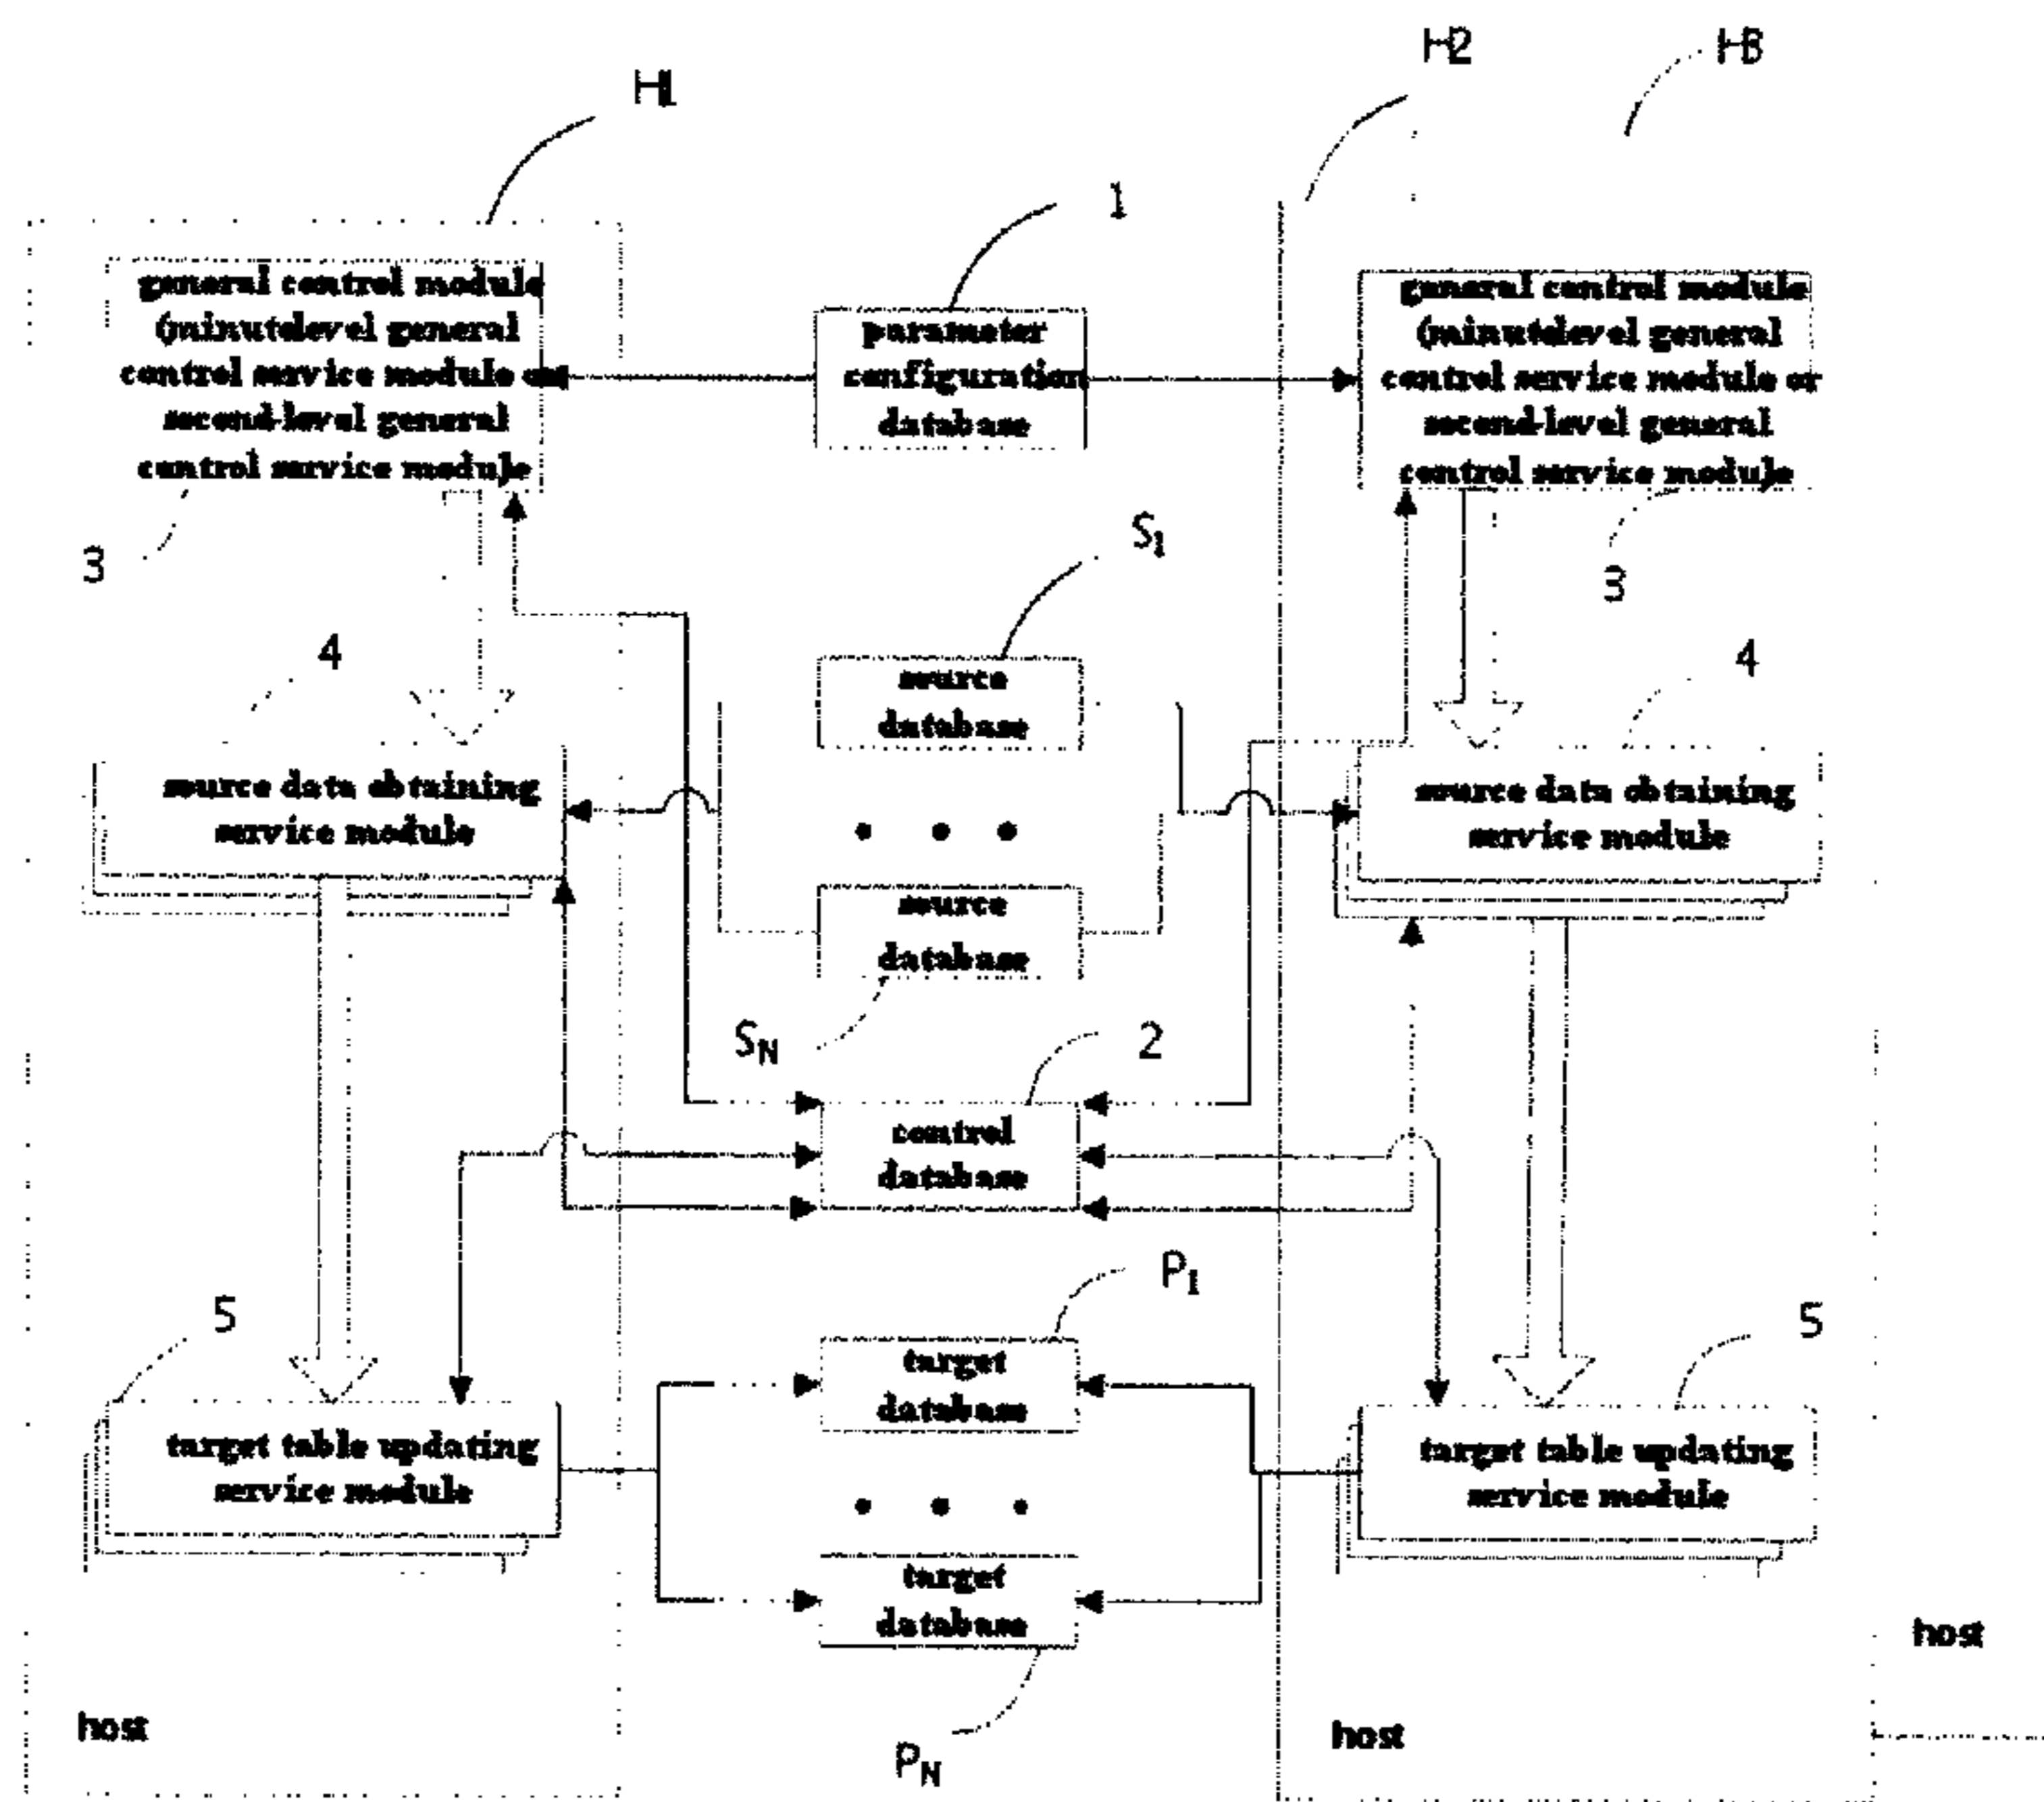 H1
H2
H3
1
general control module
(minutelevel general
control service module or
second-level general
control service module
parameter
configuration
database
general control module
(minutelevel general
control service module or
second-level general
control service module
3
S1
3
4
source
database
4
source data obtaining
service module
source data obtaining
service module
source
database
SN
2
control
database
P1
5
5
target
database
target table updating
service module
target table updating
service module
target
database
host
host
host
PN